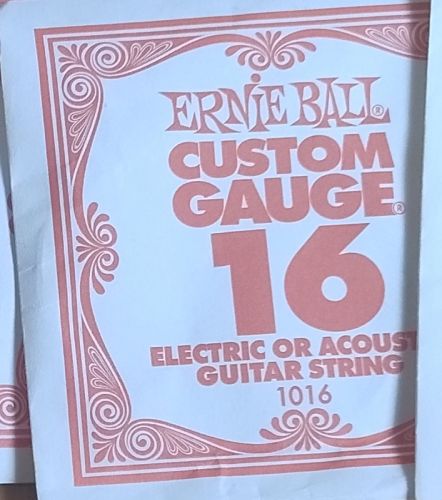 ERNIE BALL®
CUSTOM
GAUGE®
16
ELECTRIC OR ACOUST
GUITAR STRING
1016